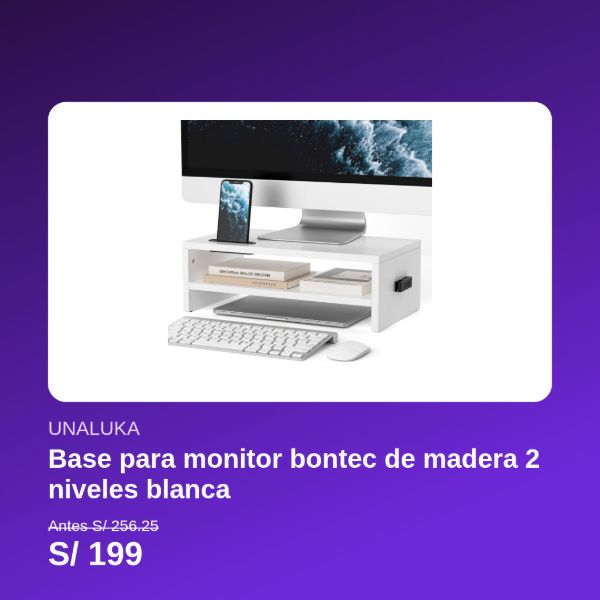 UNALUKA
Base para monitor bontec de madera 2
niveles blanca
Antes S/ 256.25
S/ 199